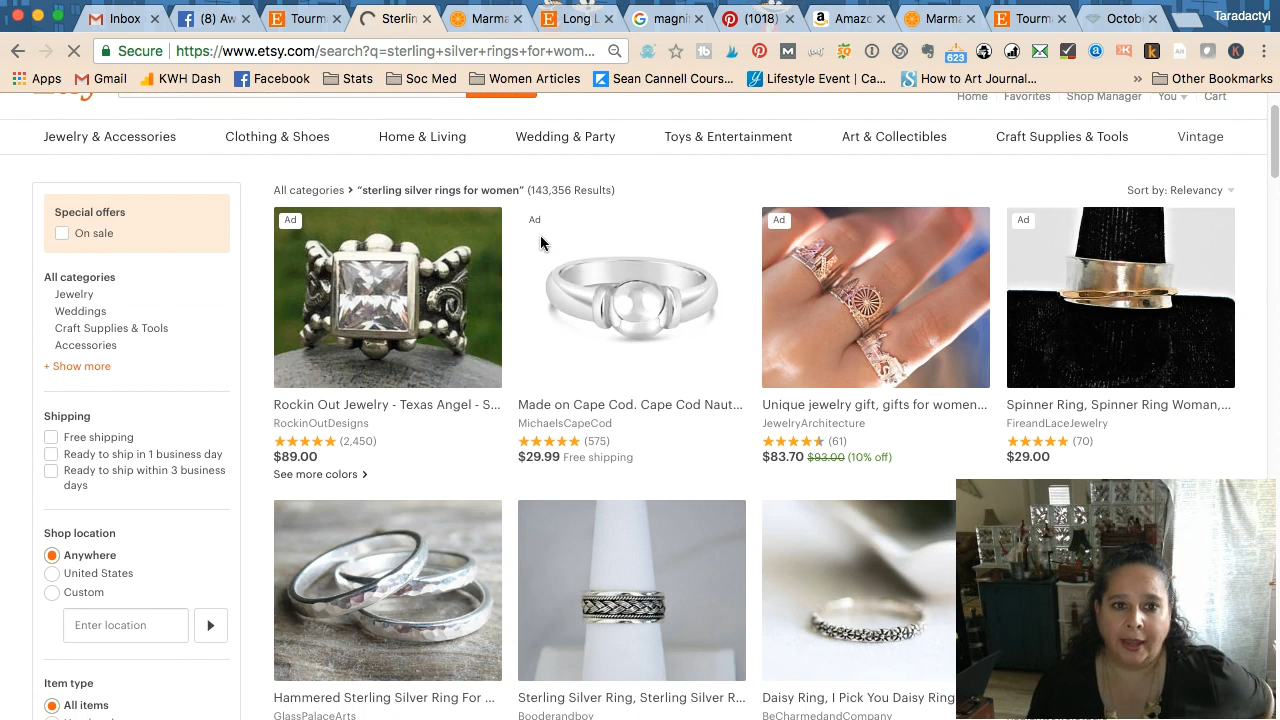 Inbox
(8) Aw
Tourm
Sterlin
Marma
Long L
magni
(1018)
Amazo
Marma
Tourm
Octob
Taradactyl
Secure
https://www.etsy.com/search?q=sterling+silver+rings+for+wom...
623
Apps
Gmail
KWH Dash
Facebook
Stats
Soc Med
Women Articles
Sean Cannell Cours...
Lifestyle Event | Ca...
How to Art Journal...
»
Other Bookmarks
Home
Favorites
Shop Manager
You
Cart
Jewelry & Accessories
Clothing & Shoes
Home & Living
Wedding & Party
Toys & Entertainment
Art & Collectibles
Craft Supplies & Tools
Vintage
All categories > “sterling silver rings for women” (143,356 Results)
Sort by: Relevancy
Special offers
On sale
All categories
Jewelry
Weddings
Craft Supplies & Tools
Accessories
+ Show more
Shipping
Free shipping
Ready to ship in 1 business day
Ready to ship within 3 business
days
Shop location
Anywhere
United States
Custom
Enter location
Item type
All items
Ad
Rockin Out Jewelry - Texas Angel - S...
RockinOutDesigns
(2,450)
$89.00
See more colors >
Ad
Made on Cape Cod. Cape Cod Naut...
MichaelsCapeCod
(575)
$29.99 Free shipping
Ad
Unique jewelry gift, gifts for women...
JewelryArchitecture
(61)
$83.70 $93.00 (10% off)
Ad
Spinner Ring, Spinner Ring Woman,...
FireandLaceJewelry
(70)
$29.00
Hammered Sterling Silver Ring For ...
GlassPalaceArts
Sterling Silver Ring, Sterling Silver R...
Booderandboy
Daisy Ring, I Pick You Daisy Ring
BeCharmedandCompany